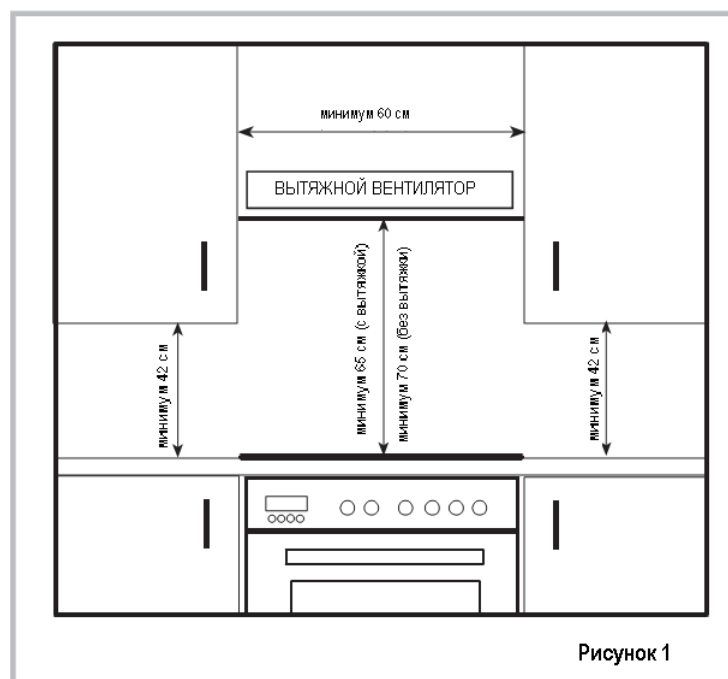 минимум 60 см
ВЫТЯЖНОЙ ВЕНТИЛЯТОР
минимум 42 см
минимум 65 см (с вытяжкой)
минимум 70 см (без вытяжки)
минимум 42 см
Рисунок 1